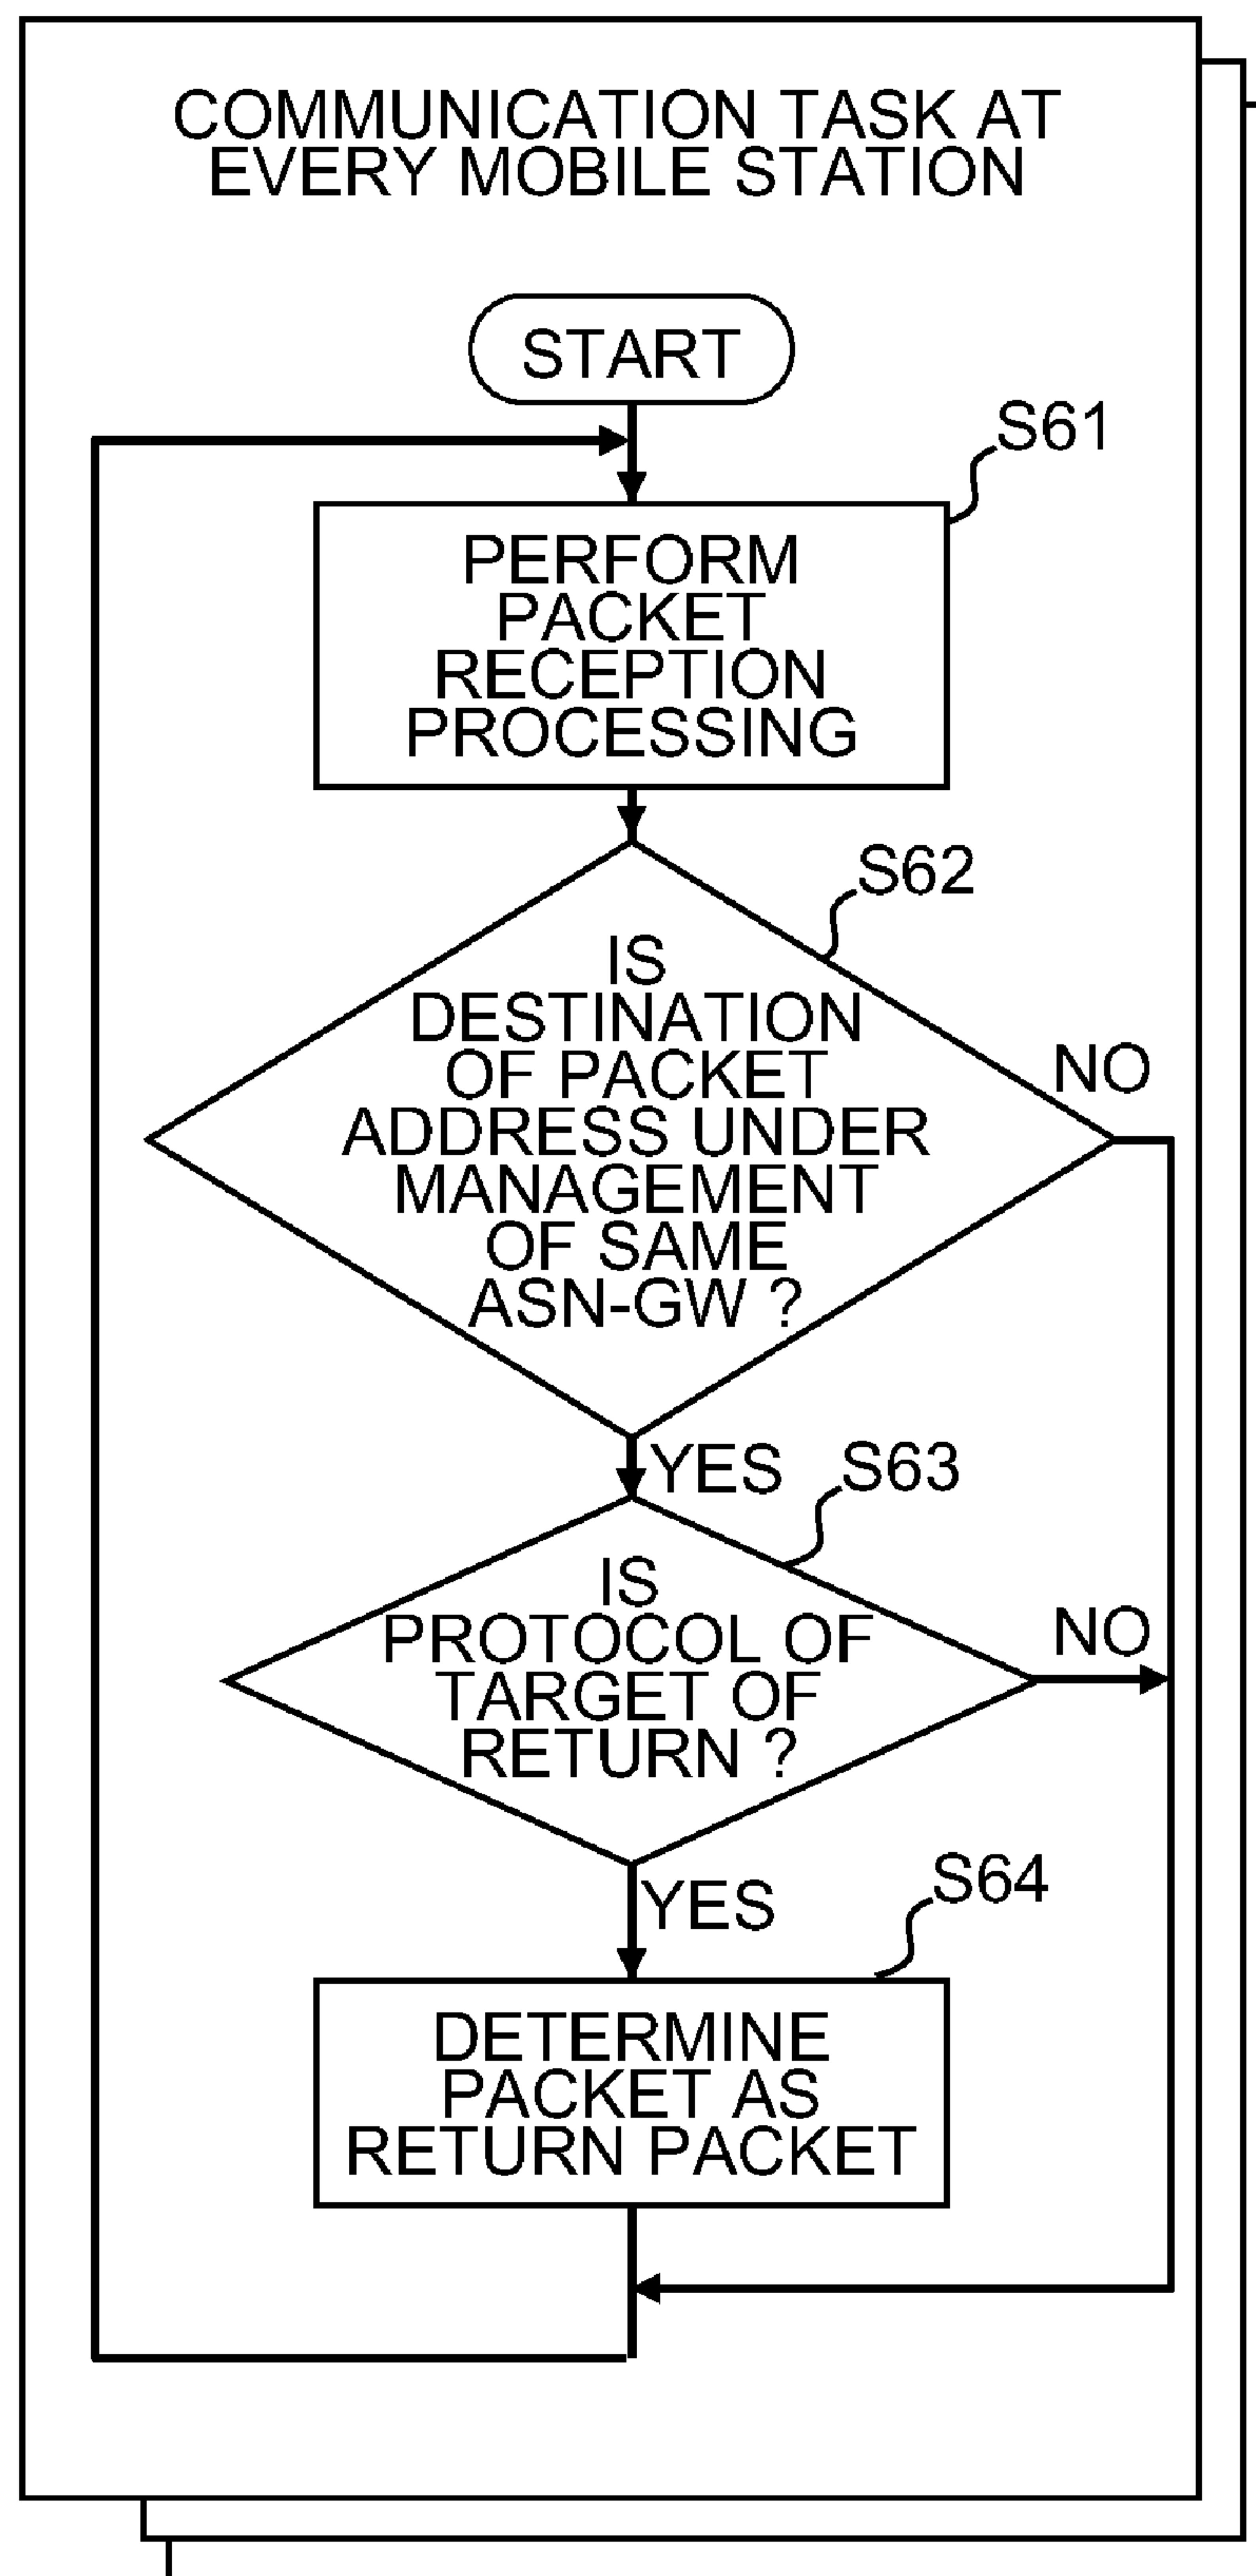 COMMUNICATION TASK AT
EVERY MOBILE STATION
START
S61
PERFORM
PACKET
RECEPTION
PROCESSING
S62
IS
DESTINATION
OF PACKET
ADDRESS UNDER
MANAGEMENT
OF SAME
ASN-GW ?
NO
YES
S63
IS
PROTOCOL OF
TARGET OF
RETURN ?
NO
YES
S64
DETERMINE
PACKET AS
RETURN PACKET